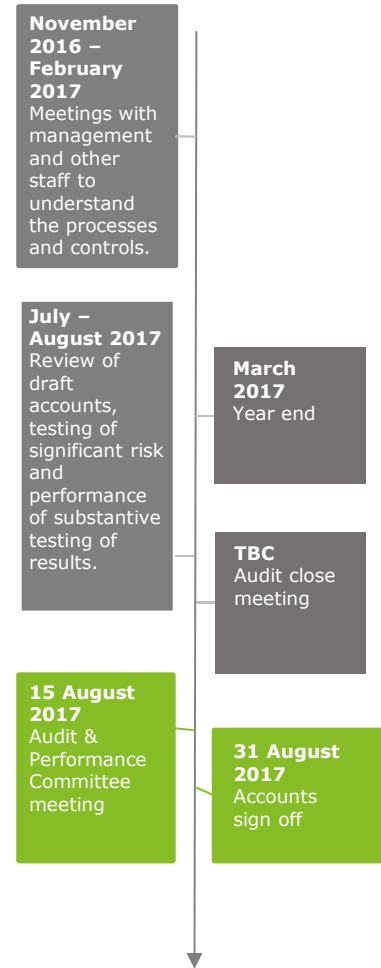 November
2016 –
February
2017
Meetings with
management
and other
staff to
understand
the processes
and controls.
July –
August 2017
Review of
draft
accounts,
testing of
significant risk
and
performance
of substantive
testing of
results.
March
2017
Year end
TBC
Audit close
meeting
15 August
2017
Audit &
Performance
Committee
meeting
31 August
2017
Accounts
sign off